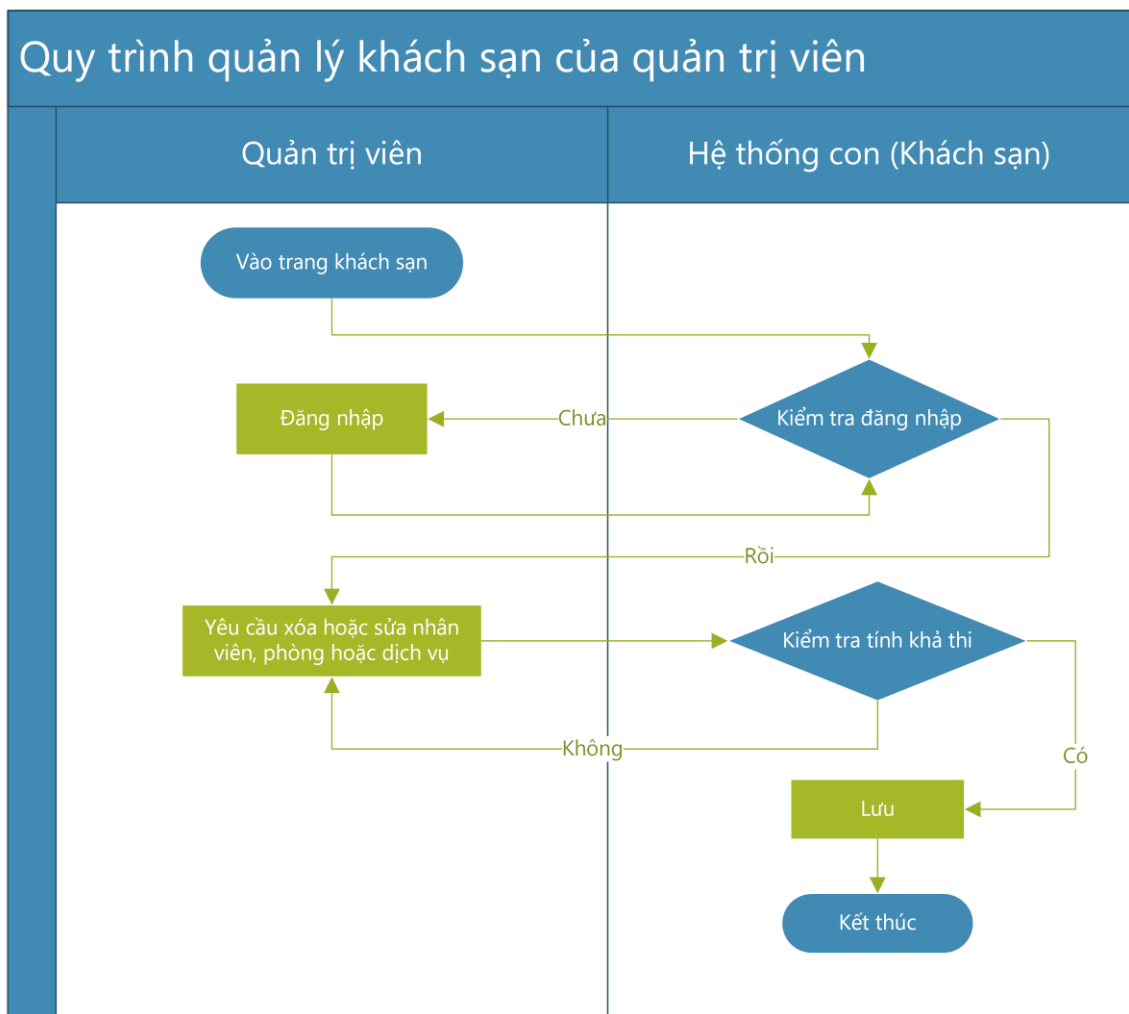 Quy trình quản lý khách sạn của quản trị viên
Quản trị viên
Hệ thống con (Khách sạn)
Vào trang khách sạn
Đăng nhập
Chưa
Kiểm tra đăng nhập
Rồi
Yêu cầu xóa hoặc sửa nhân
viên, phòng hoặc dịch vụ
Kiểm tra tính khả thi
Không
Có
Lưu
Kết thúc